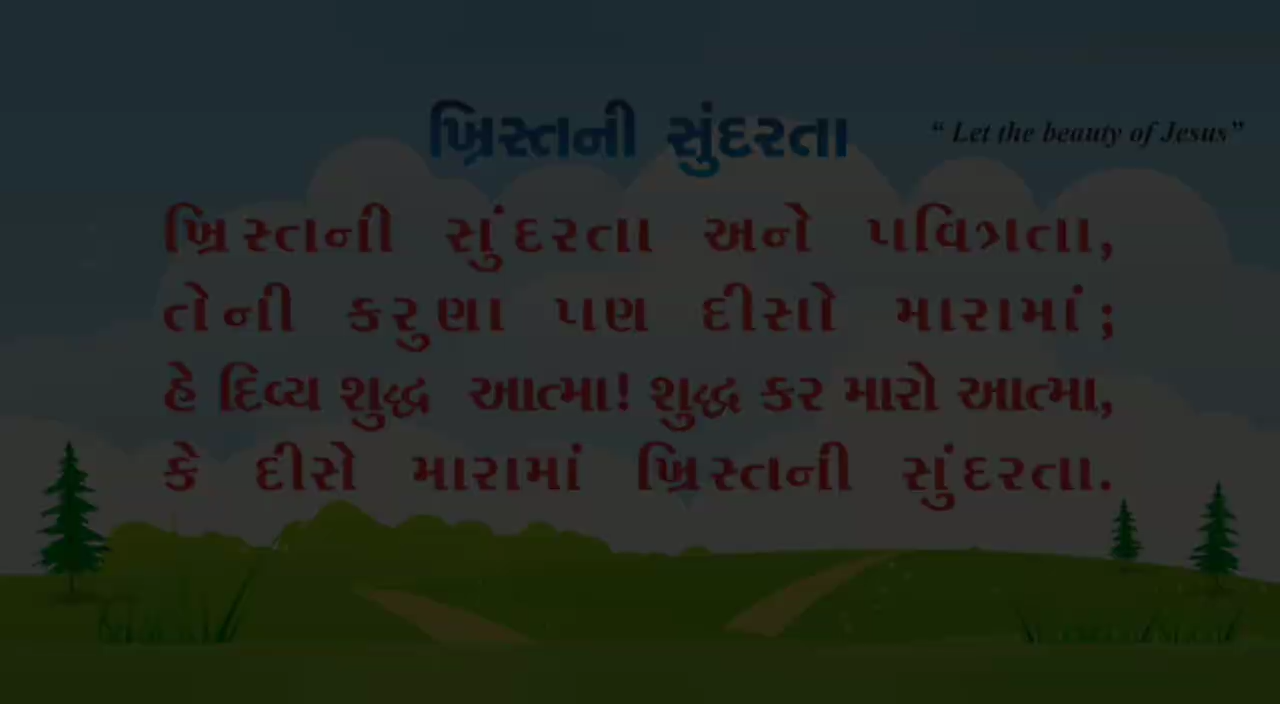 ખ્રિસ્તની સુંદરતા
“ Let the beauty of Jesus”
ખ્રિસ્તની સુંદરતા અને પવિત્રતા,
તેની કરુણા પણ દીસો મારામાં;
હે દિવ્ય શુદ્ધ આત્મા! શુદ્ધ કર મારો આત્મા,
કે દીસે મારામાં ખ્રિસ્તની સુંદરતા.